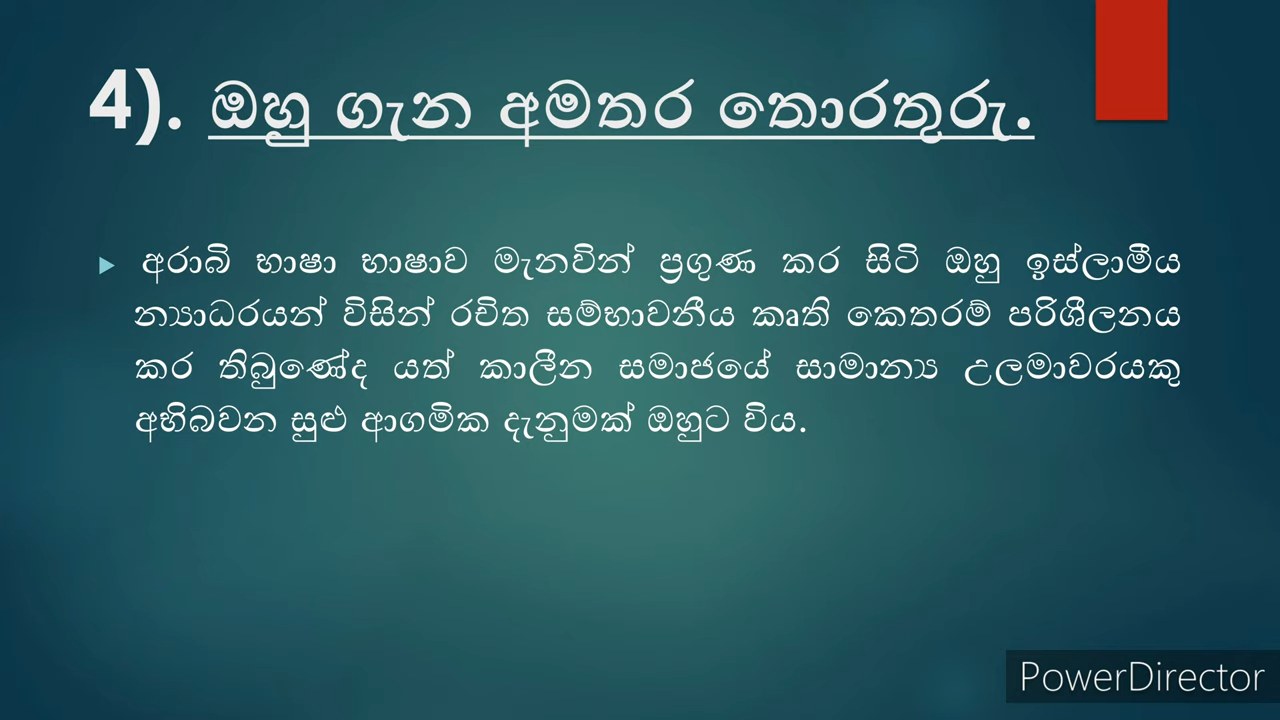 4). ඔහු ගැන අමතර තොරතුරු.
අරාබි භාෂා භාෂාව මැනවින් ප්‍රගුණ කර සිටි ඔහු ඉස්ලාමීය
න්‍යාධරයන් විසින් රචිත සම්භාවනීය කෘති කෙතරම් පරිශීලනය
කර තිබුණේද යත් කාලීන සමාජයේ සාමාන්‍ය උලමාවරයකු
අභිබවන සුළු ආගමික දැනුමක් ඔහුට විය.
PowerDirector